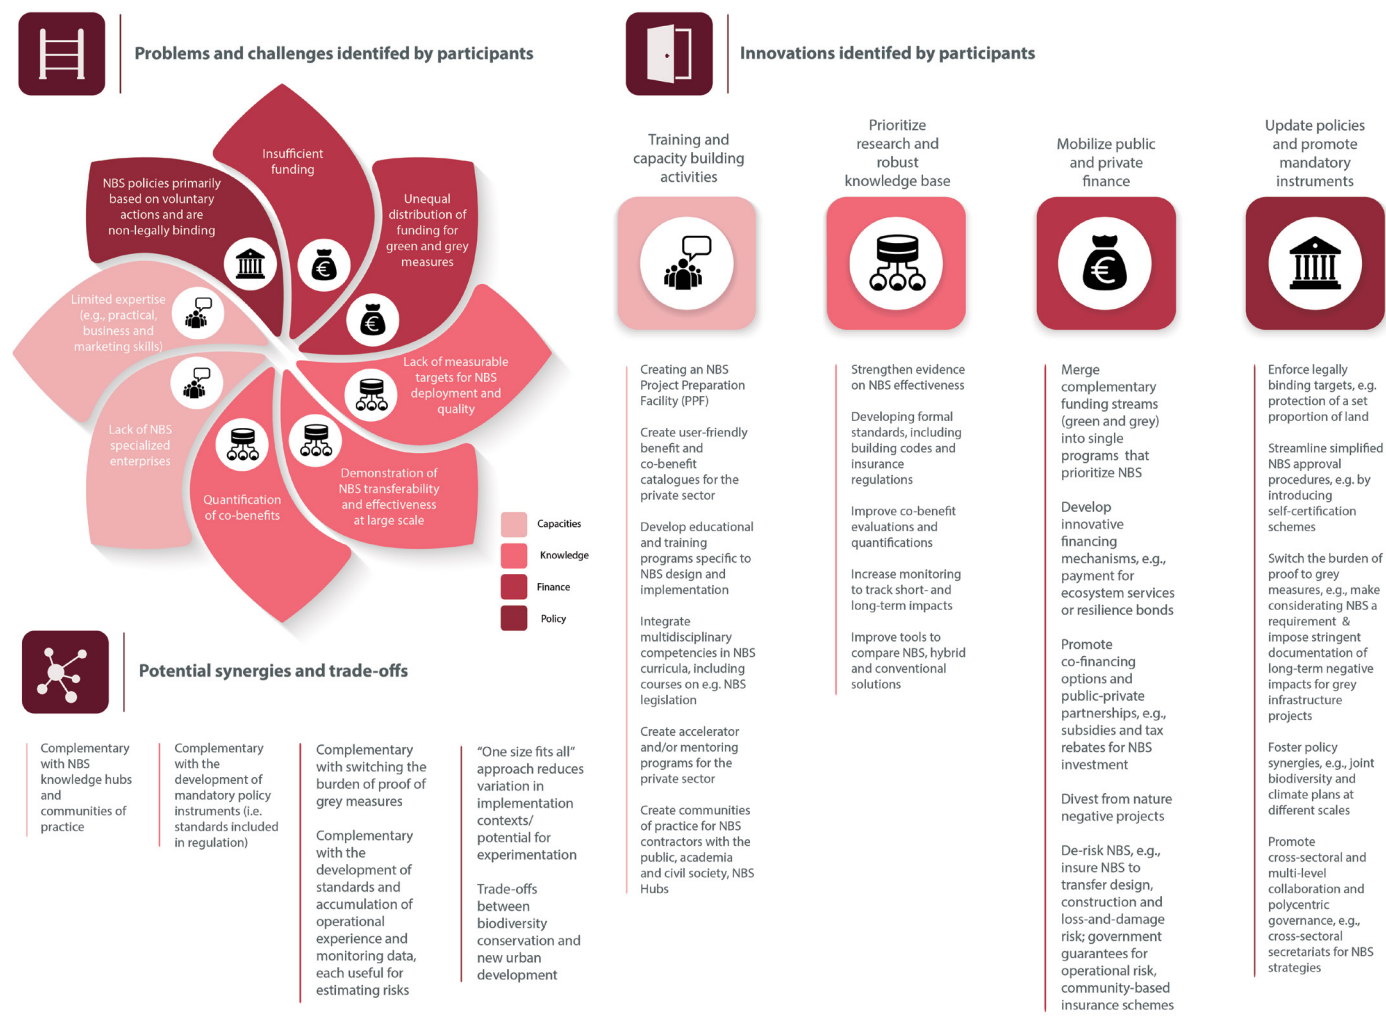 Problems and challenges identifed by participants
Insufficient
funding
Unequal
distribution of
funding for
green and grey
measures
NBS policies primarily
based on voluntary
actions and are
non-legally binding
Limited expertise
(e.g., practical,
business and
marketing skills)
Lack of measurable
targets for NBS
deployment and
quality
Lack of NBS
specialized
enterprises
Quantification
of co-benefits
Demonstration of
NBS transferability
and effectiveness
at large scale
Capacities
Knowledge
Finance
Policy
Potential synergies and trade-offs
Complementary
with NBS
knowledge hubs
and
communities of
practice
Complementary
with the
development of
mandatory policy
instruments (i.e.
standards included
in regulation)
Complementary
with switching the
burden of proof of
grey measures
Complementary
with the
development of
standards and
accumulation of
operational
experience and
monitoring data,
each useful for
estimating risks
“One size fits all”
approach reduces
variation in
implementation
contexts/
potential for
experimentation
Trade-offs
between
biodiversity
conservation and
new urban
development
Innovations identifed by participants
Training and
capacity building
activities
Creating an NBS
Project Preparation
Facility (PPF)
Create user-friendly
benefit and
co-benefit
catalogues for the
private sector
Develop educational
and training
programs specific to
NBS design and
implementation
Integrate
multidisciplinary
competencies in NBS
curricula, including
courses on e.g. NBS
legislation
Create accelerator
and/or mentoring
programs for the
private sector
Create communities
of practice for NBS
contractors with the
public, academia
and civil society, NBS
Hubs
Prioritize
research and
robust
knowledge base
Strengthen evidence
on NBS effectiveness
Developing formal
standards, including
building codes and
insurance
regulations
Improve co-benefit
evaluations and
quantifications
Increase monitoring
to track short- and
long-term impacts
Improve tools to
compare NBS, hybrid
and conventional
solutions
Mobilize public
and private
finance
Merge
complementary
funding streams
(green and grey)
into single
programs that
prioritize NBS
Develop
innovative
financing
mechanisms, e.g.,
payment for
ecosystem services
or resilience bonds
Promote
co-financing
options and
public-private
partnerships, e.g.,
subsidies and tax
rebates for NBS
investment
Divest from nature
negative projects
De-risk NBS, e.g.,
insure NBS to
transfer design,
construction and
loss-and-damage
risk; government
guarantees for
operational risk,
community-based
insurance schemes
Update policies
and promote
mandatory
instruments
Enforce legally
binding targets, e.g.
protection of a set
proportion of land
Streamline simplified
NBS approval
procedures, e.g. by
introducing
self-certification
schemes
Switch the burden of
proof to grey
measures, e.g., make
considerating NBS a
requirement &
impose stringent
documentation of
long-term negative
impacts for grey
infrastructure
projects
Foster policy
synergies, e.g., joint
biodiversity and
climate plans at
different scales
Promote
cross-sectoral and
multi-level
collaboration and
polycentric
governance, e.g.,
cross-sectoral
secretariats for NBS
strategies